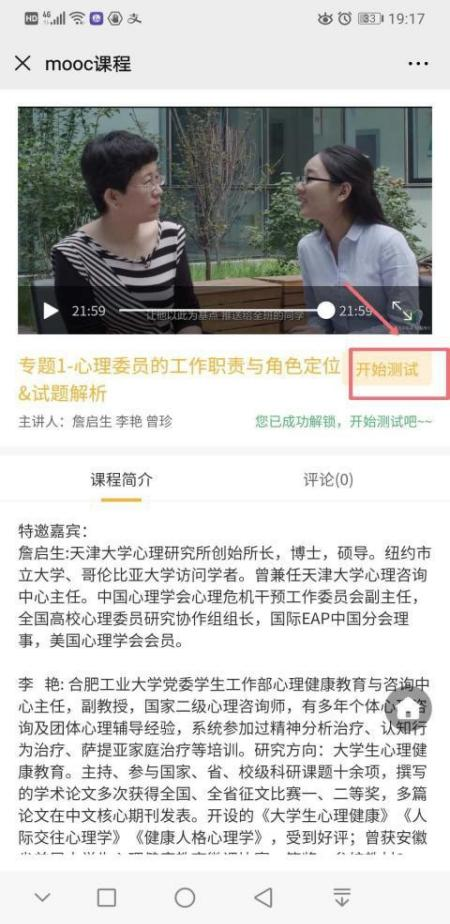 HD 4G 83 19:17
mooc课程
21:59 21:59
让他以此为基点 推送给全班的同学
专题1-心理委员的工作职责与角色定位 开始测试
&试题解析
主讲人：詹启生 李艳 曾珍 您已成功解锁，开始测试吧~~
课程简介 评论(0)
特邀嘉宾：
詹启生:天津大学心理研究所创始所长，博士，硕导。纽约市
立大学、哥伦比亚大学访问学者。曾兼任天津大学心理咨询
中心主任。中国心理学会心理危机干预工作委员会副主任，
全国高校心理委员研究协作组组长，国际EAP中国分会理
事，美国心理学会会员。
李 艳: 合肥工业大学党委学生工作部心理健康教育与咨询中
心主任，副教授，国家二级心理咨询师，有多年个体心
询及团体心理辅导经验，系统参加过精神分析治疗、认知行
为治疗、萨提亚家庭治疗等培训。研究方向：大学生心理健
康教育。主持、参与国家、省、校级科研课题十余项，撰写
的学术论文多次获得全国、全省征文比赛一、二等奖，多篇
论文在中文核心期刊发表。开设的《大学生心理健康》《人
际交往心理学》《健康人格心理学》，受到好评；曾获安徽